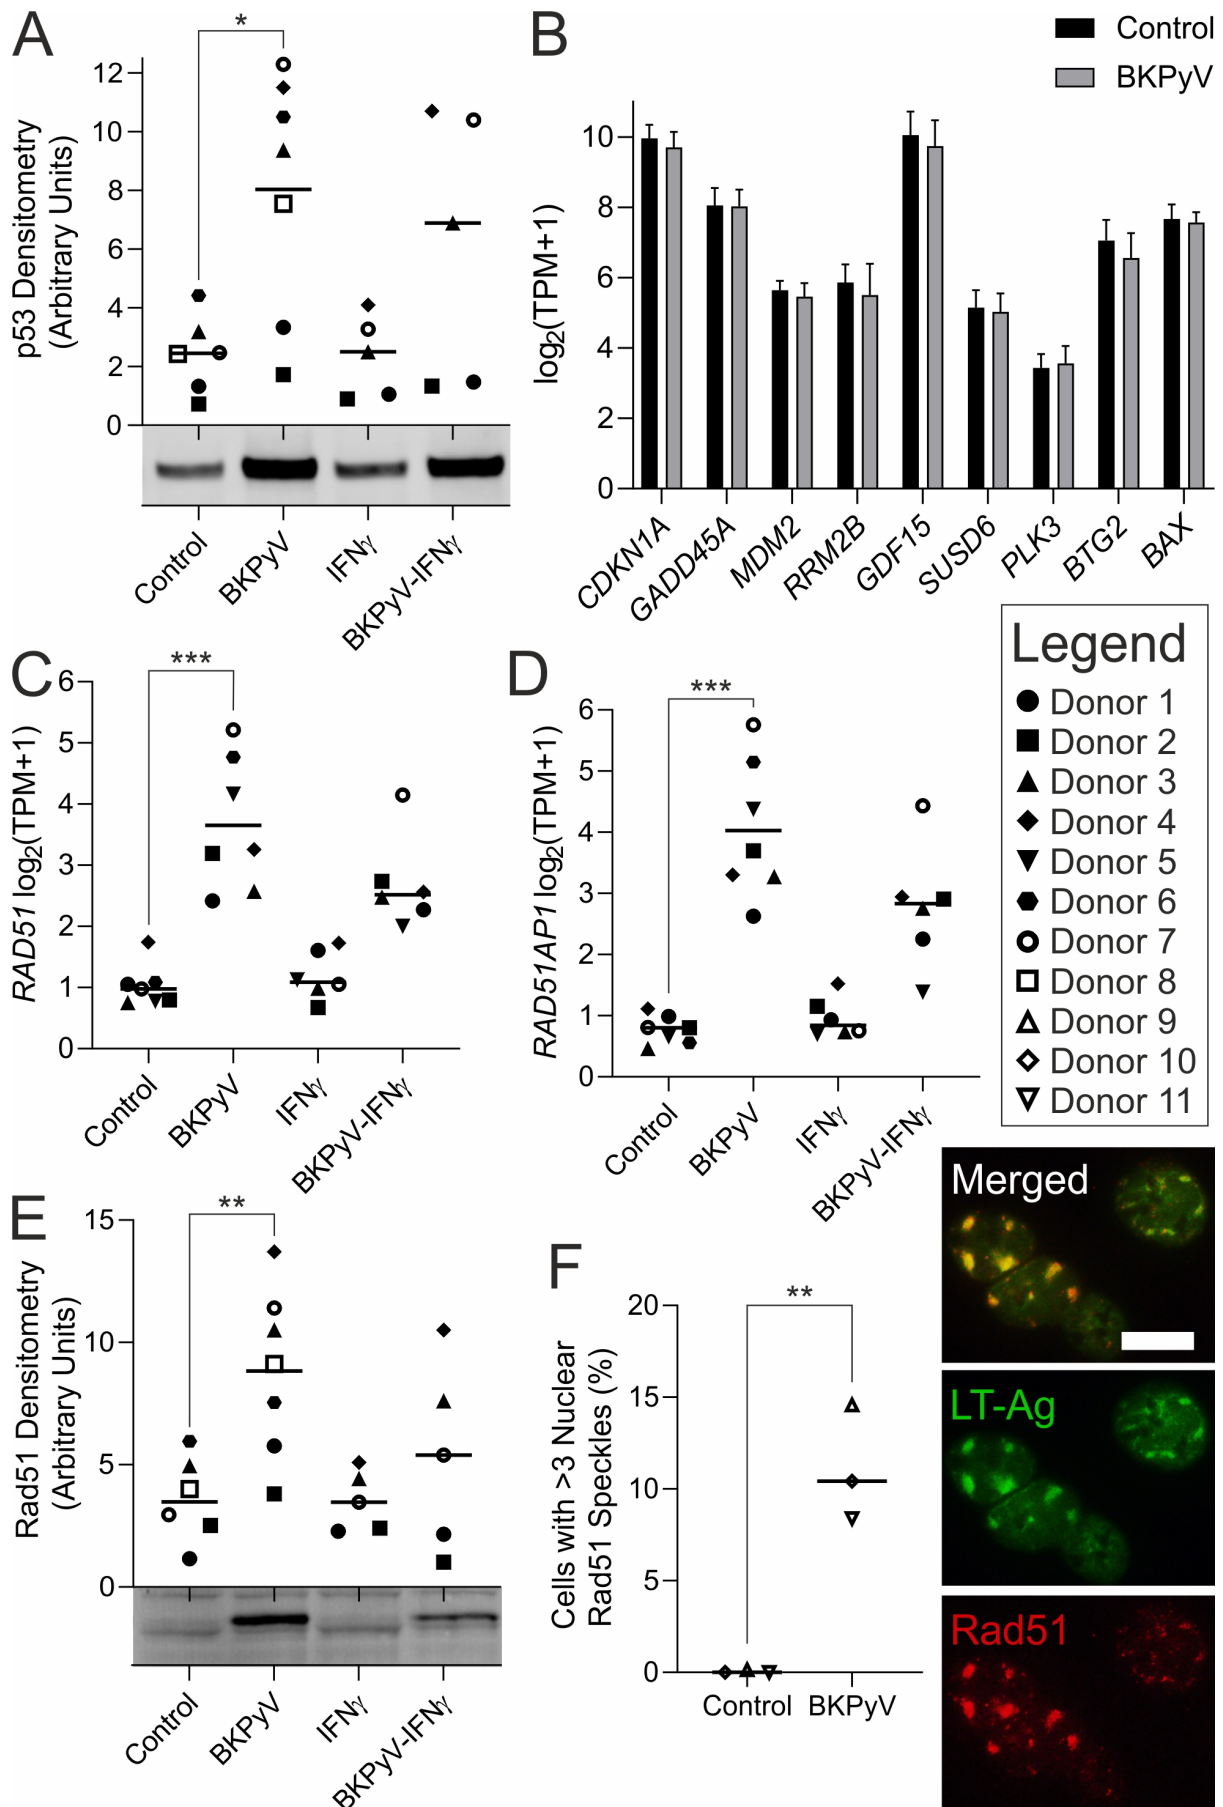 A
*
p53 Densitometry
(Arbitrary Units)
12
10
8
6
4
2
0
Control
BKPyV
IFNγ
BKPyV-IFNγ
B
Control
BKPyV
log2(TPM+1)
10
8
6
4
2
0
CDKN1A
GADD45A
MDM2
RRM2B
GDF15
SUSD6
PLK3
BTG2
BAX
C
***
RAD51 log2(TPM+1)
6
5
4
3
2
1
0
Control
BKPyV
IFNγ
BKPyV-IFNγ
D
***
RAD51AP1 log2(TPM+1)
6
5
4
3
2
1
0
Control
BKPyV
IFNγ
BKPyV-IFNγ
Legend
Donor 1
Donor 2
Donor 3
Donor 4
Donor 5
Donor 6
Donor 7
Donor 8
Donor 9
Donor 10
Donor 11
E
**
Rad51 Densitometry
(Arbitrary Units)
15
10
5
0
Control
BKPyV
IFNγ
BKPyV-IFNγ
F
**
Cells with >3 Nuclear
Rad51 Speckles (%)
20
15
10
5
0
Control
BKPyV
Merged
LT-Ag
Rad51